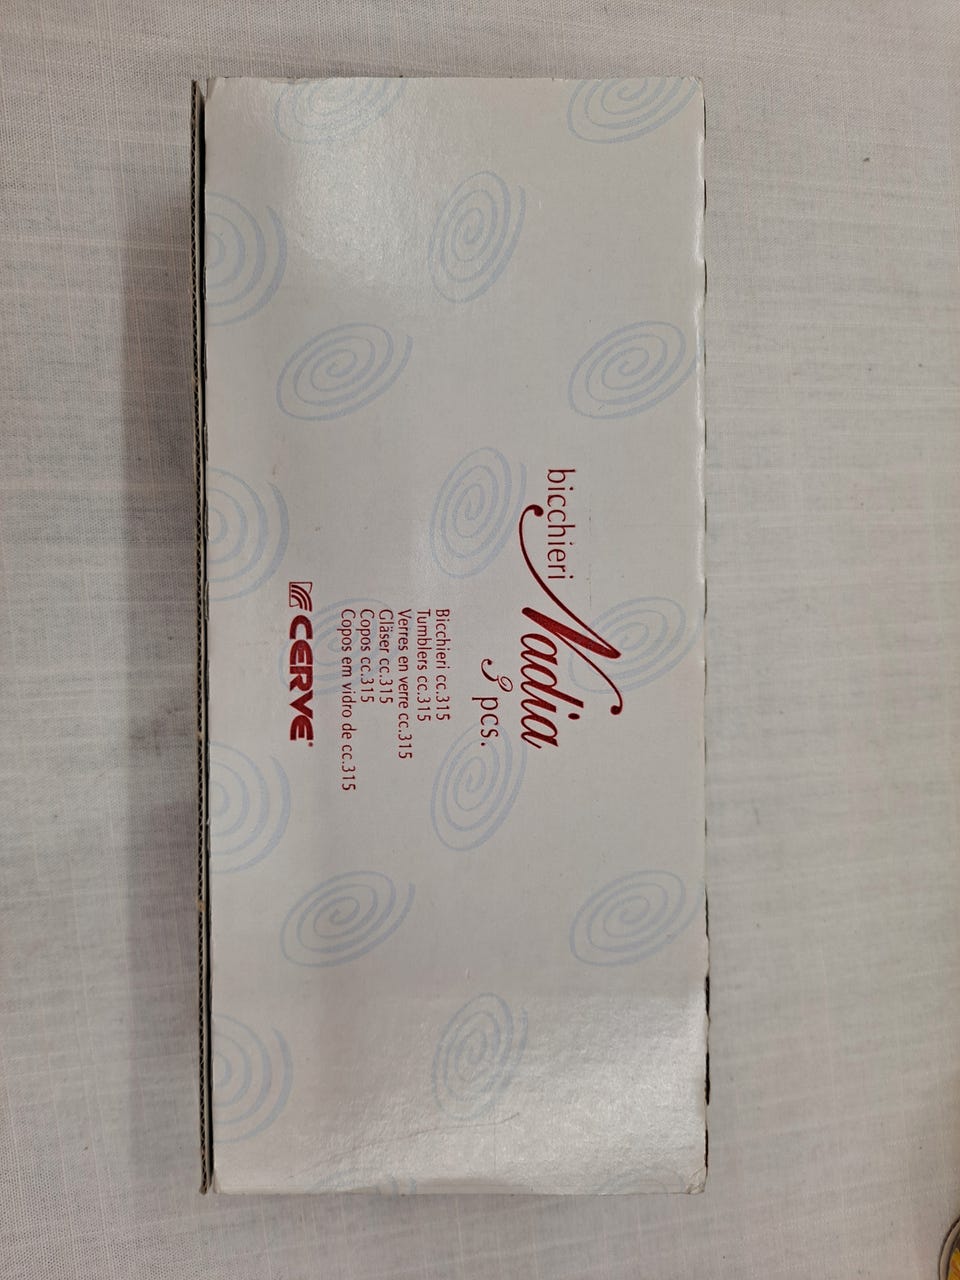 bicchieri
Nadia
3 pcs.
Bicchieri cc.315
Tumblers cc.315
Verres en verre cc.315
Gläser cc.315
Copos cc.315
Copos em vidro de cc.315
CERVE®